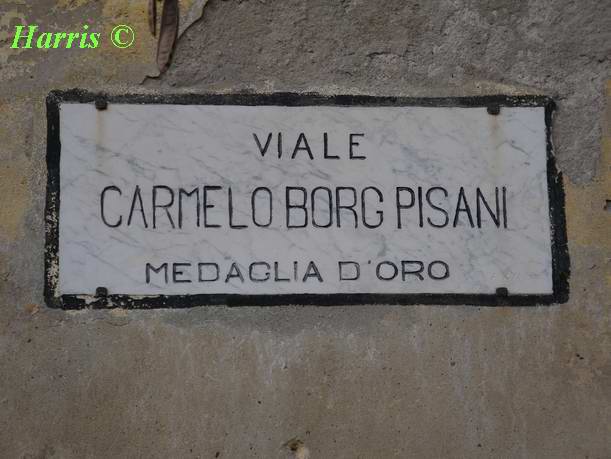 Harris ©
VIALE
CARMELO BORG PISANI
MEDAGLIA D'ORO